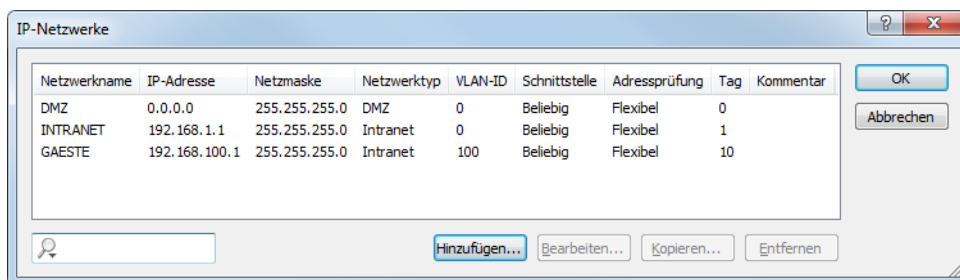 IP-Netzwerke
Netzwerkname IP-Adresse Netzmaske Netzwerktyp VLAN-ID Schnittstelle Adressprüfung Tag Kommentar
DMZ 0.0.0.0 255.255.255.0 DMZ 0 Beliebig Flexibel 0
INTRANET 192.168.1.1 255.255.255.0 Intranet 0 Beliebig Flexibel 1
GAESTE 192.168.100.1 255.255.255.0 Intranet 100 Beliebig Flexibel 10
OK
Abbrechen
Hinzufügen... Bearbeiten... Kopieren... Entfernen